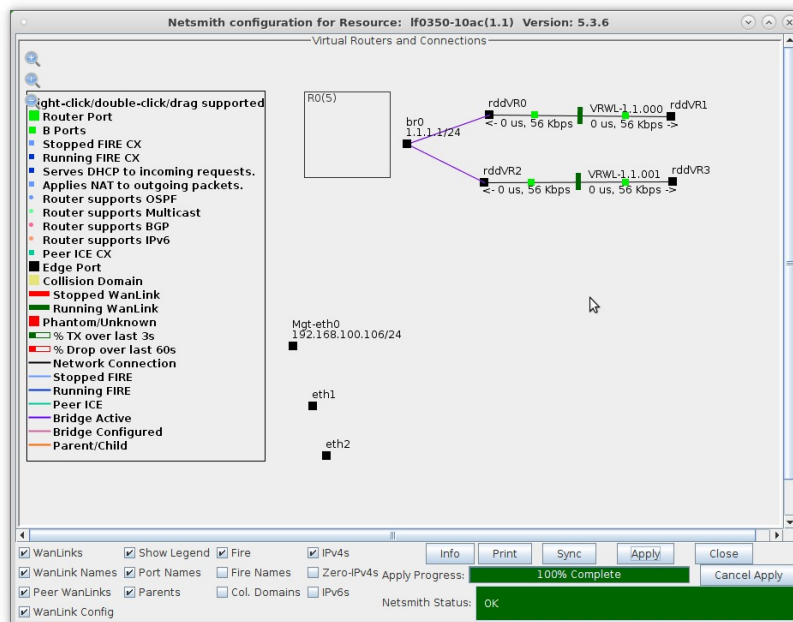 Netsmith configuration for Resource: lf0350-10ac(1.1) Version: 5.3.6
Virtual Routers and Connections
ight-click/double-click/drag supported
Router Port
B Ports
Stopped FIRE CX
Running FIRE CX
Serves DHCP to incoming requests.
Applies NAT to outgoing packets.
Router supports OSPF
Router supports Multicast
Router supports BGP
Router supports IPv6
Peer ICE CX
Edge Port
Collision Domain
Stopped WanLink
Running WanLink
Phantom/Unknown
% TX over last 3s
% Drop over last 60s
Network Connection
Stopped FIRE
Running FIRE
Peer ICE
Bridge Active
Bridge Configured
Parent/Child
R0(5)
br0
1.1.1.1/24
rddVR0 VRWL-1.1.000 rddVR1
<- 0 us, 56 Kbps 0 us, 56 Kbps ->
rddVR2 VRWL-1.1.001 rddVR3
<- 0 us, 56 Kbps 0 us, 56 Kbps ->
Mgt-eth0
192.168.100.106/24
eth1
eth2
WanLinks Show Legend Fire IPv4s Info Print Sync Apply Close
WanLink Names Port Names Fire Names Zero-IPv4s Apply Progress: 100% Complete Cancel Apply
Peer WanLinks Parents Col. Domains IPv6s
WanLink Config Netsmith Status: OK